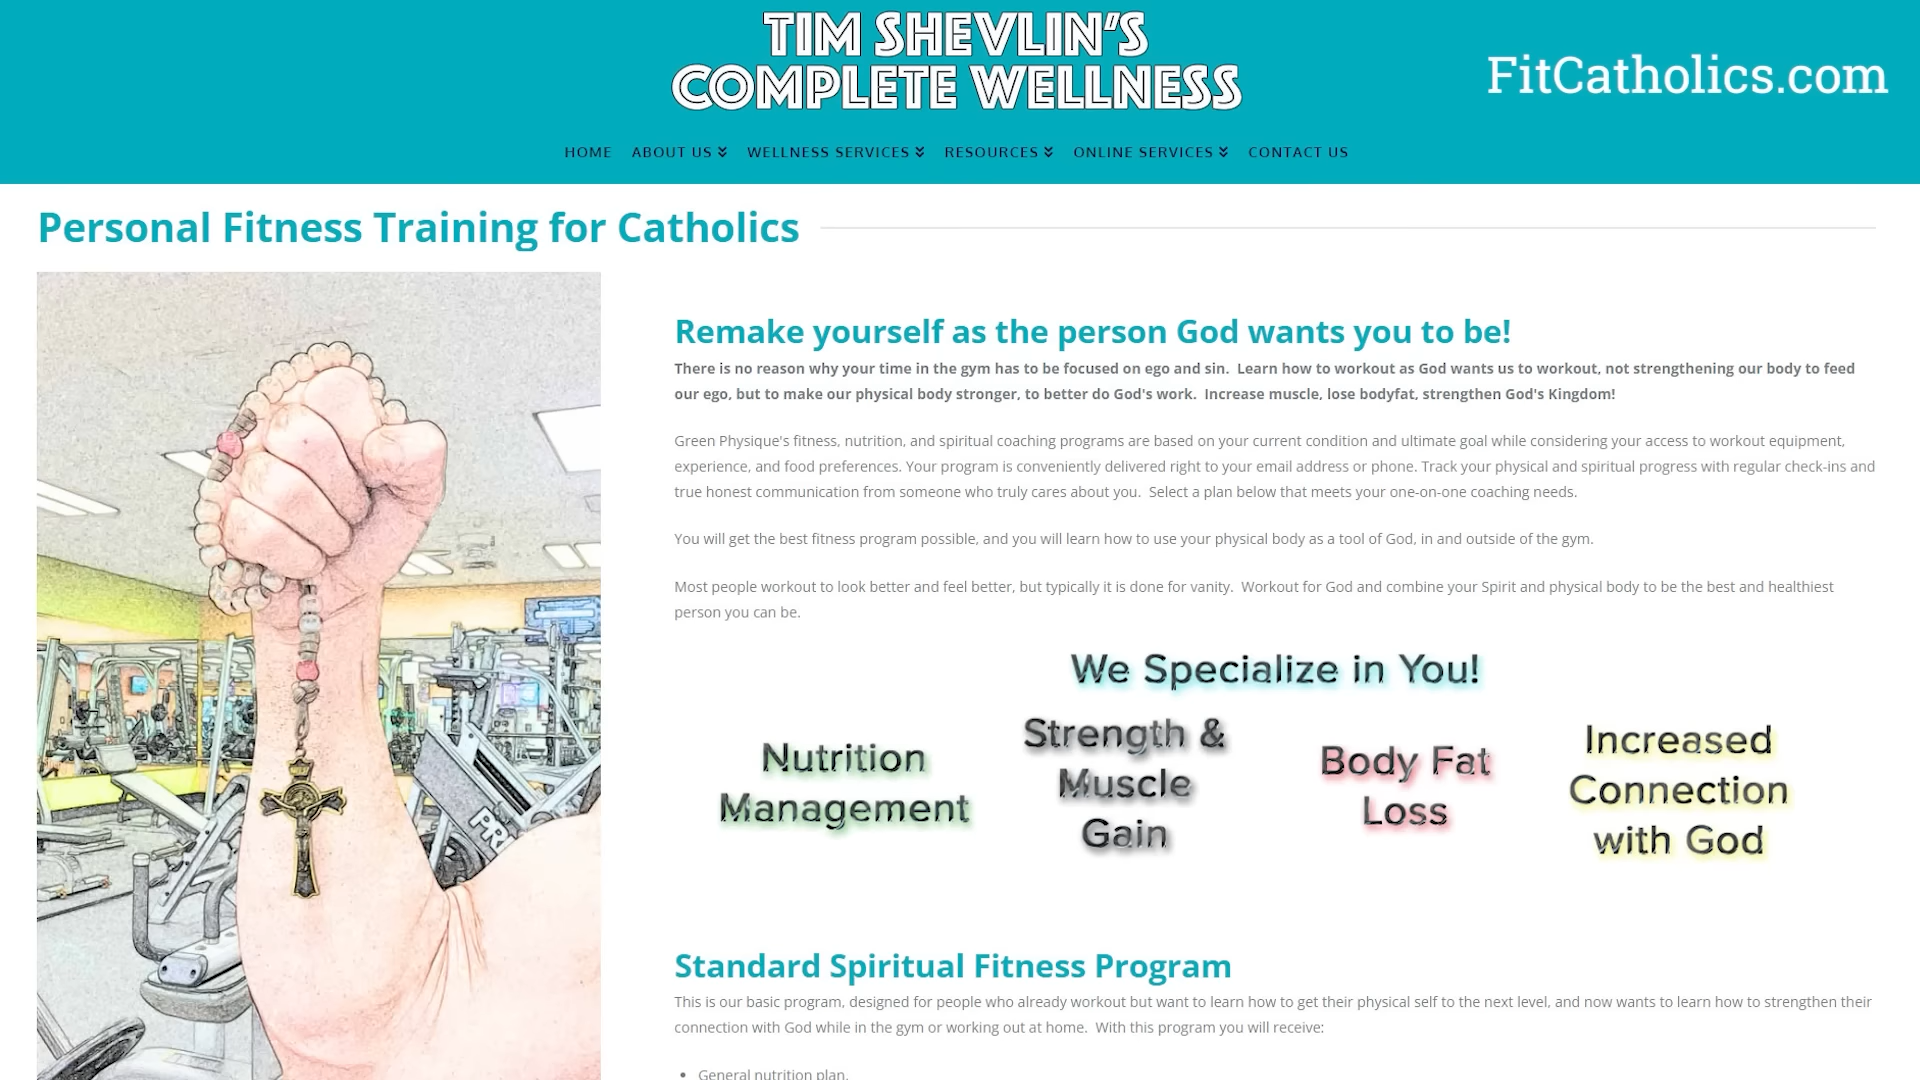 TIM SHEVLIN'S
COMPLETE WELLNESS
FitCatholics.com
HOME ABOUT US WELLNESS SERVICES RESOURCES ONLINE SERVICES CONTACT US
Personal Fitness Training for Catholics
Remake yourself as the person God wants you to be!
There is no reason why your time in the gym has to be focused on ego and sin.  Learn how to workout as God wants us to workout, not strengthening our body to feed
our ego, but to make our physical body stronger, to better do God's work.  Increase muscle, lose bodyfat, strengthen God's Kingdom!
Green Physique's fitness, nutrition, and spiritual coaching programs are based on your current condition and ultimate goal while considering your access to workout equipment,
experience, and food preferences. Your program is conveniently delivered right to your email address or phone. Track your physical and spiritual progress with regular check-ins and
true honest communication from someone who truly cares about you.  Select a plan below that meets your one-on-one coaching needs.
You will get the best fitness program possible, and you will learn how to use your physical body as a tool of God, in and outside of the gym.
Most people workout to look better and feel better, but typically it is done for vanity.  Workout for God and combine your Spirit and physical body to be the best and healthiest
person you can be.
We Specialize in You!
Nutrition
Management
Strength &
Muscle
Gain
Body Fat
Loss
Increased
Connection
with God
Standard Spiritual Fitness Program
This is our basic program, designed for people who already workout but want to learn how to get their physical self to the next level, and now wants to learn how to strengthen their
connection with God while in the gym or working out at home.  With this program you will receive:
• General nutrition plan.